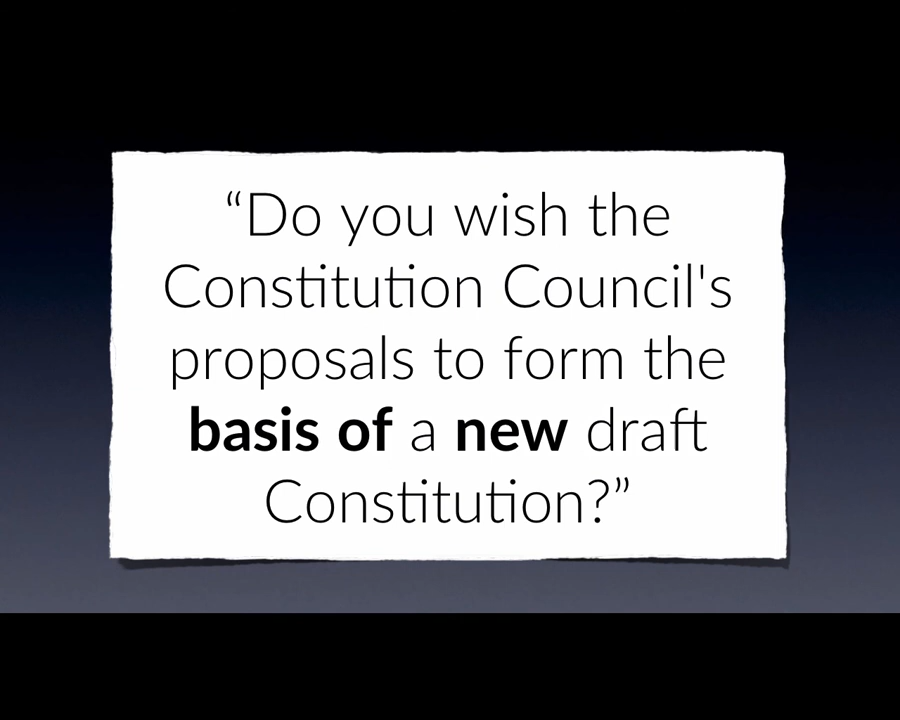 “Do you wish the
Constitution Council's
proposals to form the
basis of a new draft
Constitution?”